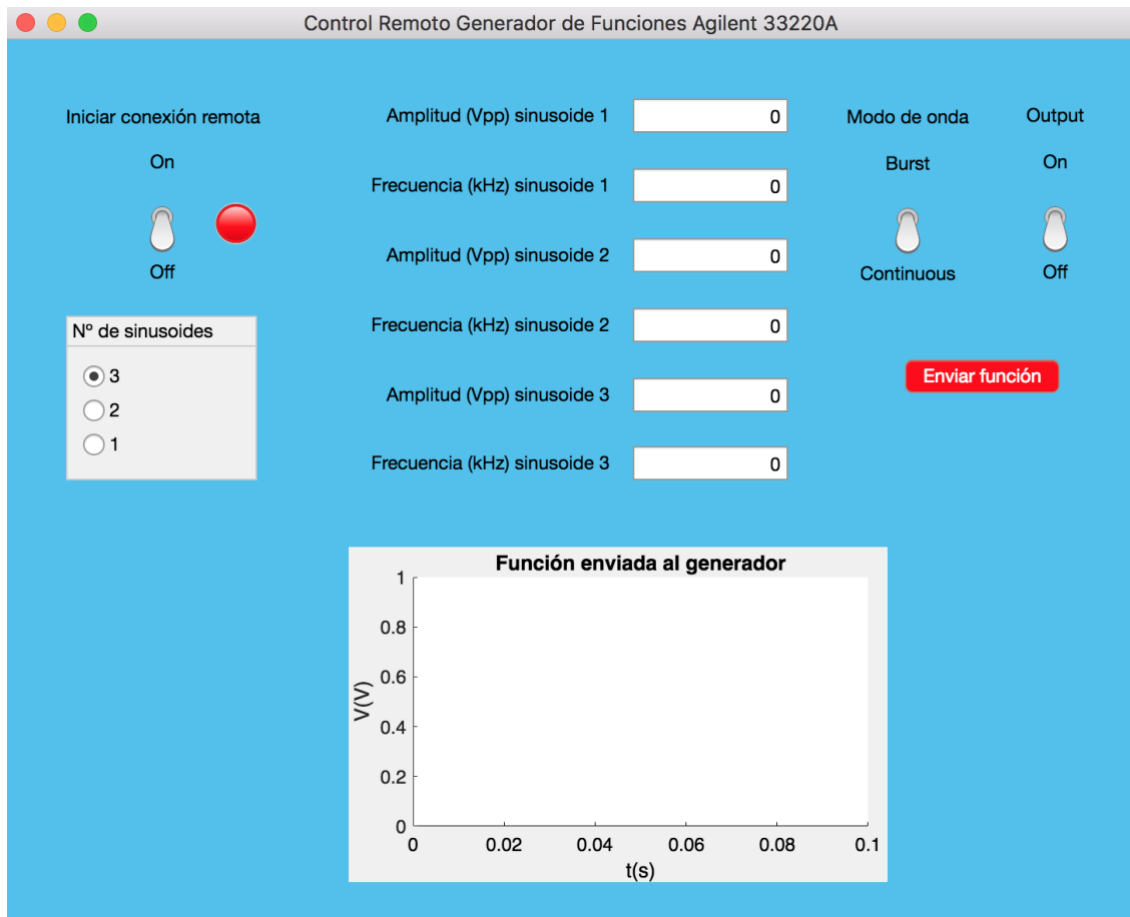 Control Remoto Generador de Funciones Agilent 33220A
Iniciar conexión remota
On
Off
Nº de sinusoides
3
2
1
Amplitud (Vpp) sinusoide 1
0
Frecuencia (kHz) sinusoide 1
0
Amplitud (Vpp) sinusoide 2
0
Frecuencia (kHz) sinusoide 2
0
Amplitud (Vpp) sinusoide 3
0
Frecuencia (kHz) sinusoide 3
0
Modo de onda
Burst
Continuous
Output
On
Off
Enviar función
Función enviada al generador
V(V)
1
0.8
0.6
0.4
0.2
0
0 0.02 0.04 0.06 0.08 0.1
t(s)